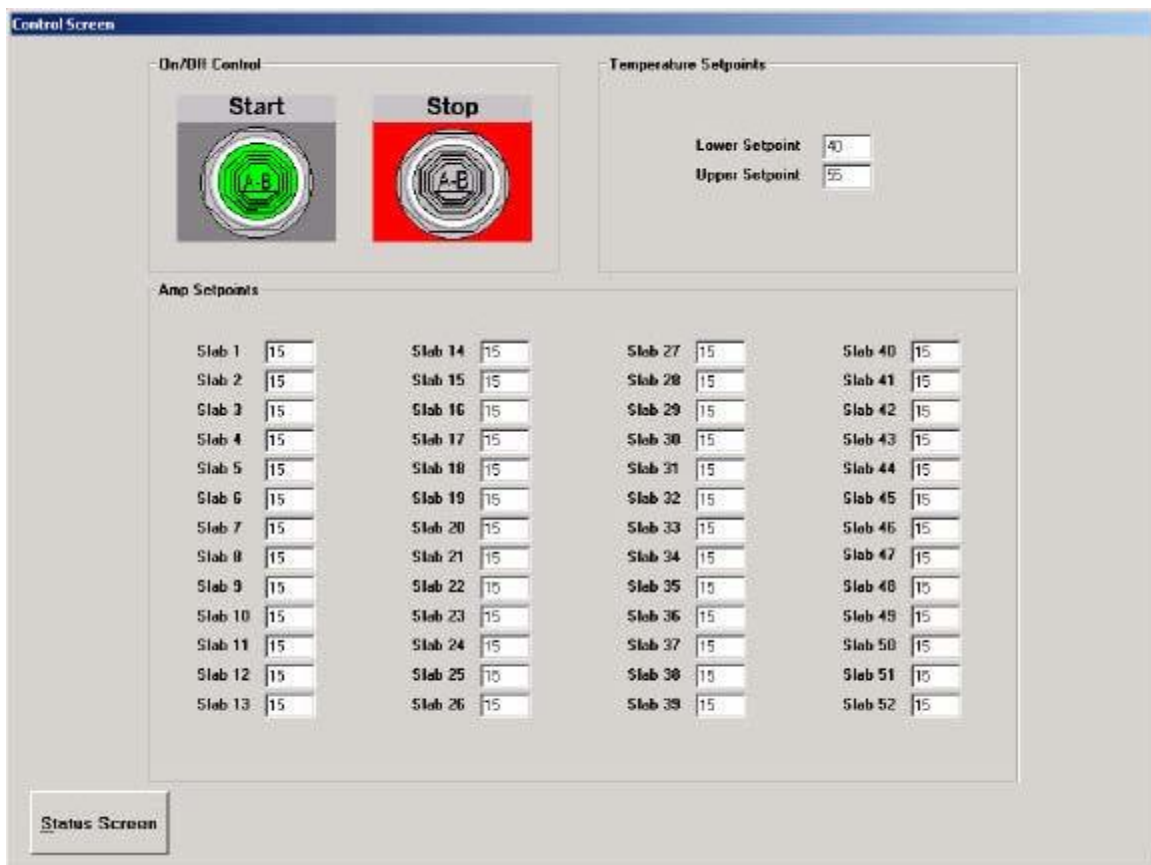 Control Screen
On/Off Control
Start
Stop
A-B
A-B
Temperature Setpoints
Lower Setpoint 40
Upper Setpoint 55
Amp Setpoints
Slab 1 15 Slab 14 15 Slab 27 15 Slab 40 15
Slab 2 15 Slab 15 15 Slab 28 15 Slab 41 15
Slab 3 15 Slab 16 15 Slab 29 15 Slab 42 15
Slab 4 15 Slab 17 15 Slab 30 15 Slab 43 15
Slab 5 15 Slab 18 15 Slab 31 15 Slab 44 15
Slab 6 15 Slab 19 15 Slab 32 15 Slab 45 15
Slab 7 15 Slab 20 15 Slab 33 15 Slab 46 15
Slab 8 15 Slab 21 15 Slab 34 15 Slab 47 15
Slab 9 15 Slab 22 15 Slab 35 15 Slab 48 15
Slab 10 15 Slab 23 15 Slab 36 15 Slab 49 15
Slab 11 15 Slab 24 15 Slab 37 15 Slab 50 15
Slab 12 15 Slab 25 15 Slab 38 15 Slab 51 15
Slab 13 15 Slab 26 15 Slab 39 15 Slab 52 15
Status Screen